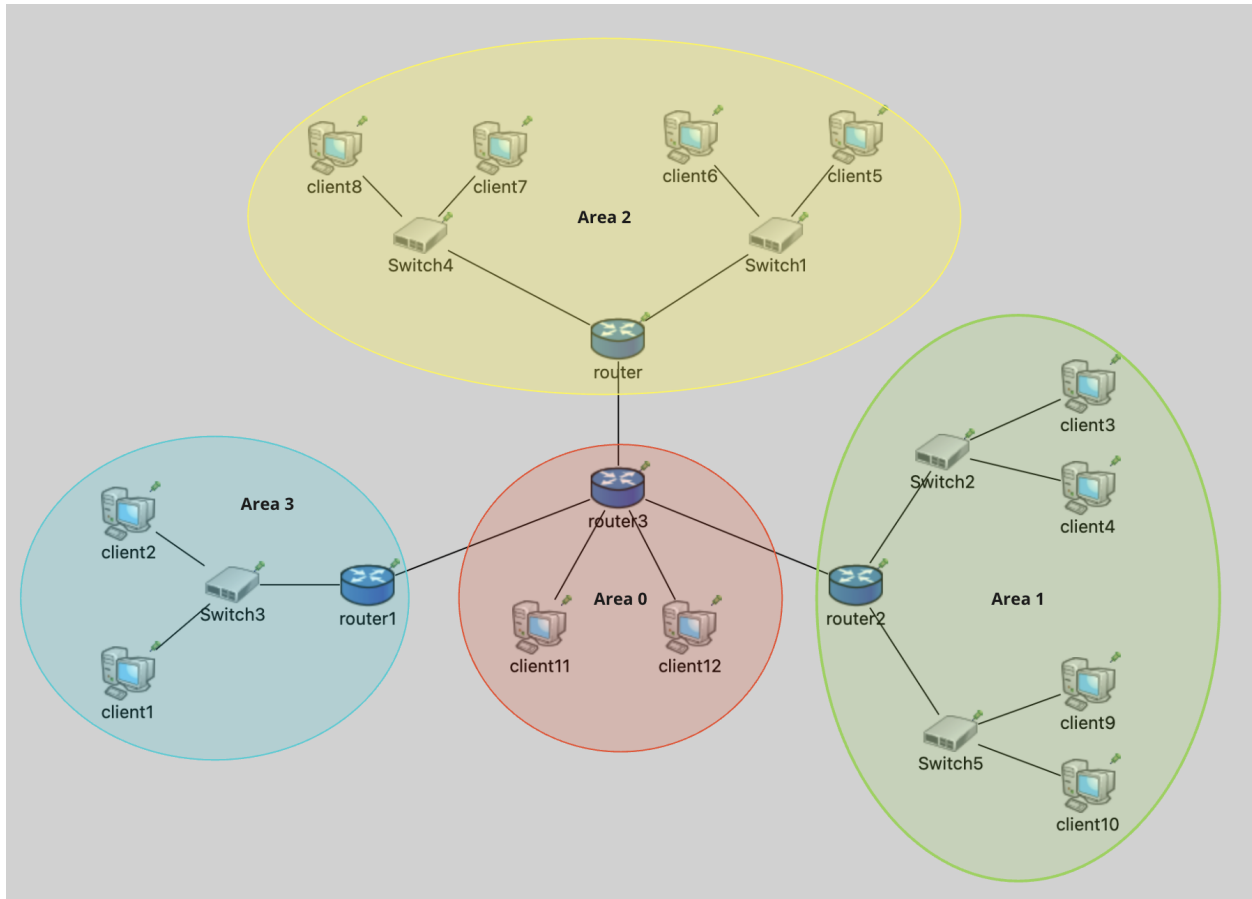 client8
client7
client6
client5
Area 2
Switch4
Switch1
router
client3
Switch2
client4
Area 3
router3
client2
Switch3
router1
Area 0
router2
Area 1
client11
client12
client1
client9
Switch5
client10